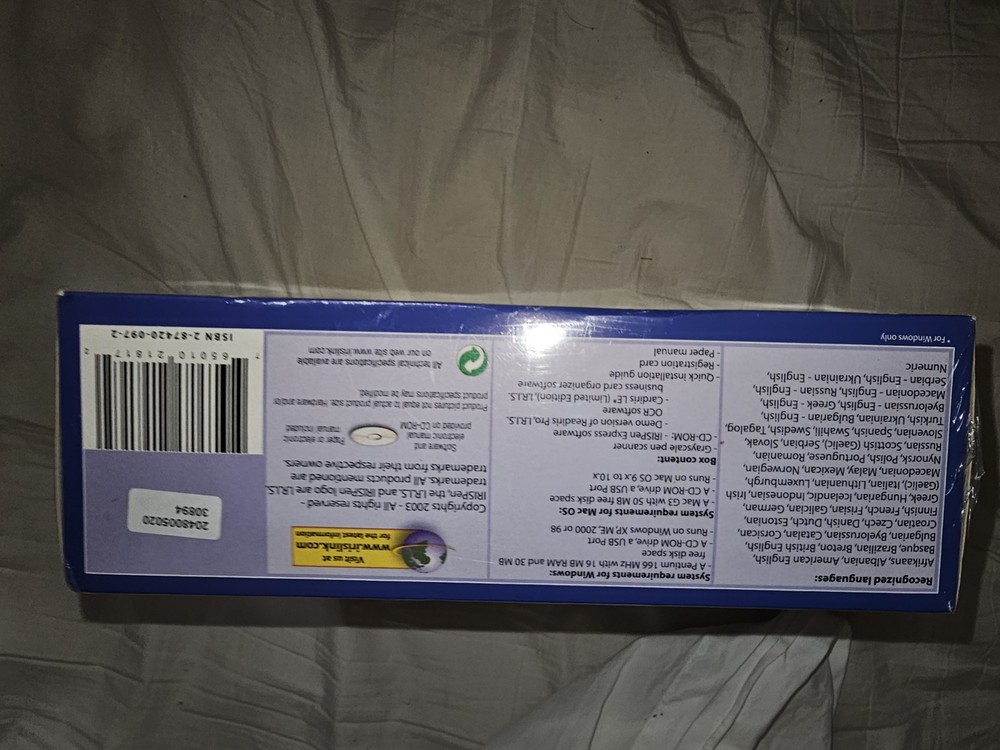 Recognized languages:
Afrikaans, Albanian, American English,
Basque, Brazilian, Breton, British English,
Bulgarian, Byelorussian, Catalan, Corsican,
Croatian, Czech, Danish, Dutch, Estonian,
Finnish, French, Frisian, Galician, German,
Greek, Hungarian, Icelandic, Indonesian, Irish
(Gaelic), Italian, Lithuanian, Luxemburgh,
Macedonian, Malay, Mexican, Norwegian,
Nynorsk, Polish, Portuguese, Romanian,
Russian, Scottish (Gaelic), Serbian, Slovak,
Slovenian, Spanish, Swahili, Swedish, Tagalog,
Turkish, Ukrainian, Bulgarian - English,
Byelorussian - English, Greek - English,
Macedonian - English, Russian - English,
Serbian - English, Ukrainian - English,
Numeric
* For Windows only
System requirements for Windows:
- A Pentium 166 MHz with 16 MB RAM and 30 MB
free disk space
- A CD-ROM drive, a USB Port
- Runs on Windows XP, ME, 2000 or 98
System requirements for Mac OS:
- A Mac G3 with 50 MB free disk space
- A CD-ROM drive, a USB Port
- Runs on Mac OS 9.x to 10.x
Box content:
- Grayscale pen scanner
- CD-ROM: - IRISPen Express software
- Demo version of Readiris Pro, I.R.I.S.
OCR software
- Cardiris LE* (Limited Edition), I.R.I.S.
business card organizer software
- Quick installation guide
- Registration card
- Paper manual
Visit us at
www.irislink.com
For the latest information
Copyrights 2003 - All rights reserved -
IRISPen, the I.R.I.S. and IRISPen logo are I.R.I.S.
trademarks. All products mentioned are
trademarks from their respective owners.
Software and
electronic manual
provided on CD-ROM
Paper or electronic
manual included
Product pictures not equal to actual product size. Hardware and/or
product specifications may be modified.
All technical specifications are available
on our web site www.irislink.com
2049005020
30894
7 65010 21817 2
ISBN 2-87420-097-2